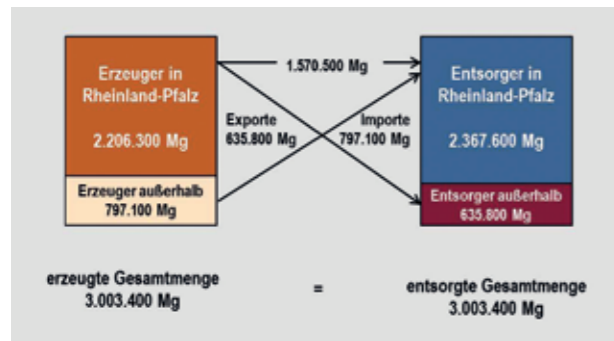 Erzeuger in
Rheinland-Pfalz
2.206.300 Mg
Erzeuger außerhalb
797.100 Mg
1.570.500 Mg
Exporte
635.800 Mg
Importe
797.100 Mg
Entsorger in
Rheinland-Pfalz
2.367.600 Mg
Entsorger außerhalb
635.800 Mg
erzeugte Gesamtmenge
3.003.400 Mg
=
entsorgte Gesamtmenge
3.003.400 Mg